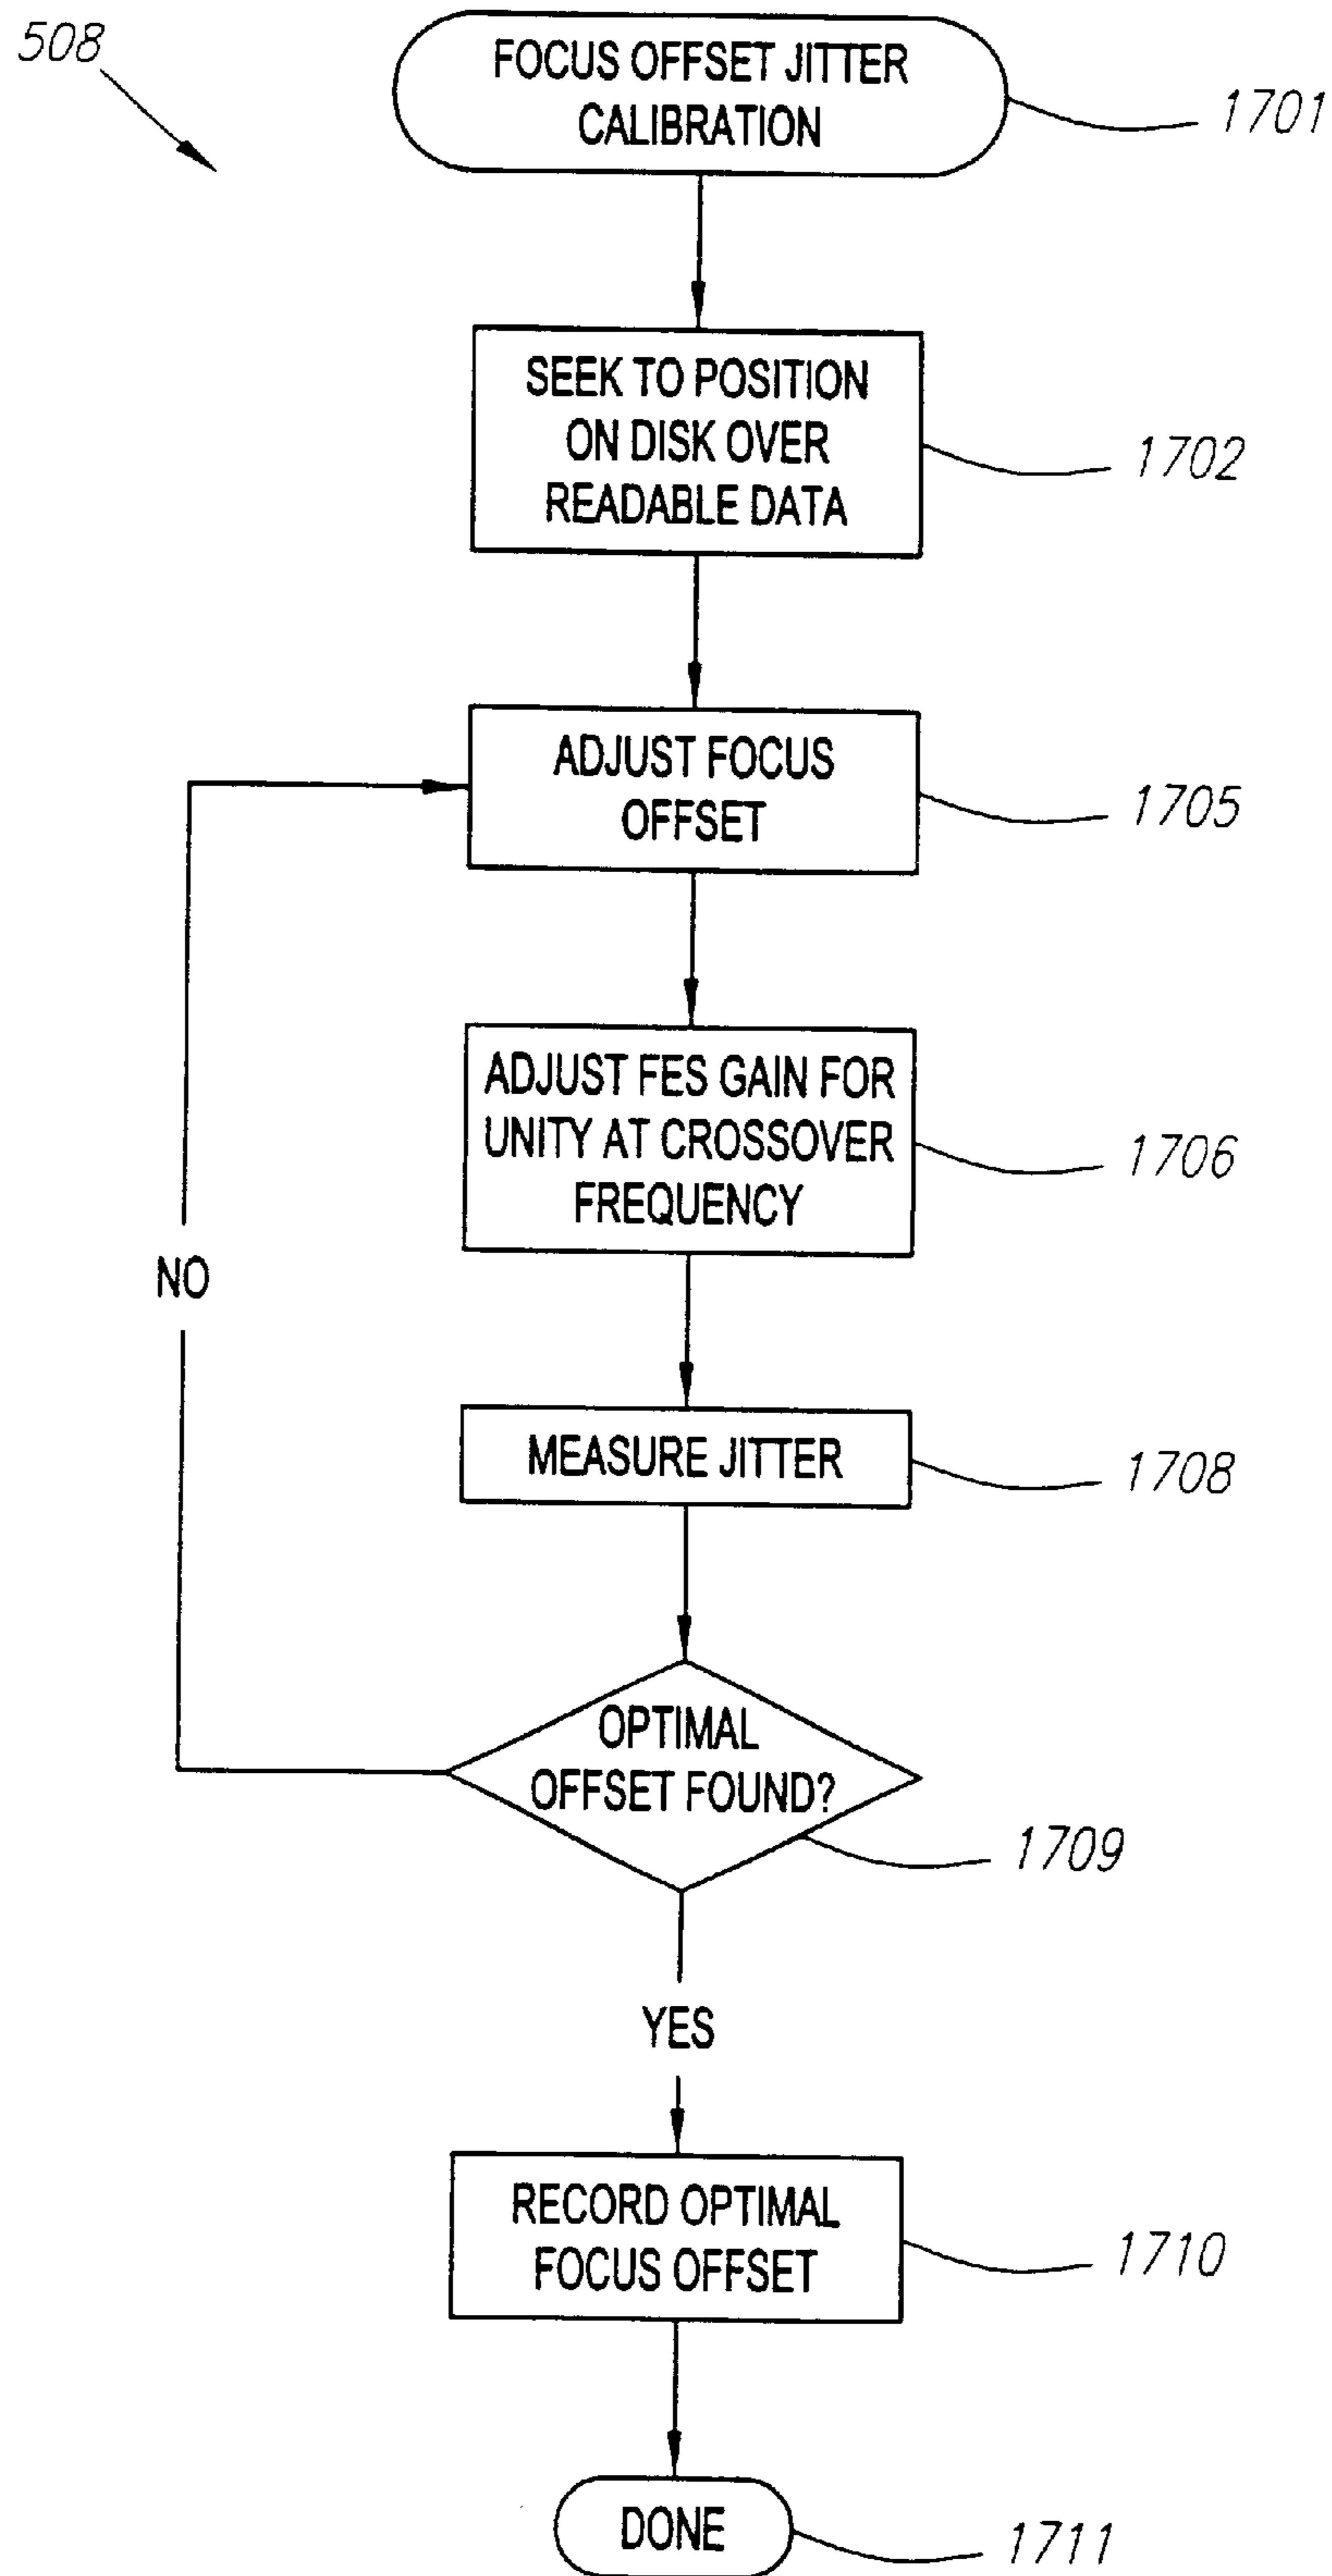 508
FOCUS OFFSET JITTER
CALIBRATION
1701
SEEK TO POSITION
ON DISK OVER
READABLE DATA
1702
ADJUST FOCUS
OFFSET
1705
ADJUST FES GAIN FOR
UNITY AT CROSSOVER
FREQUENCY
1706
NO
MEASURE JITTER
1708
OPTIMAL
OFFSET FOUND?
1709
YES
RECORD OPTIMAL
FOCUS OFFSET
1710
DONE
1711